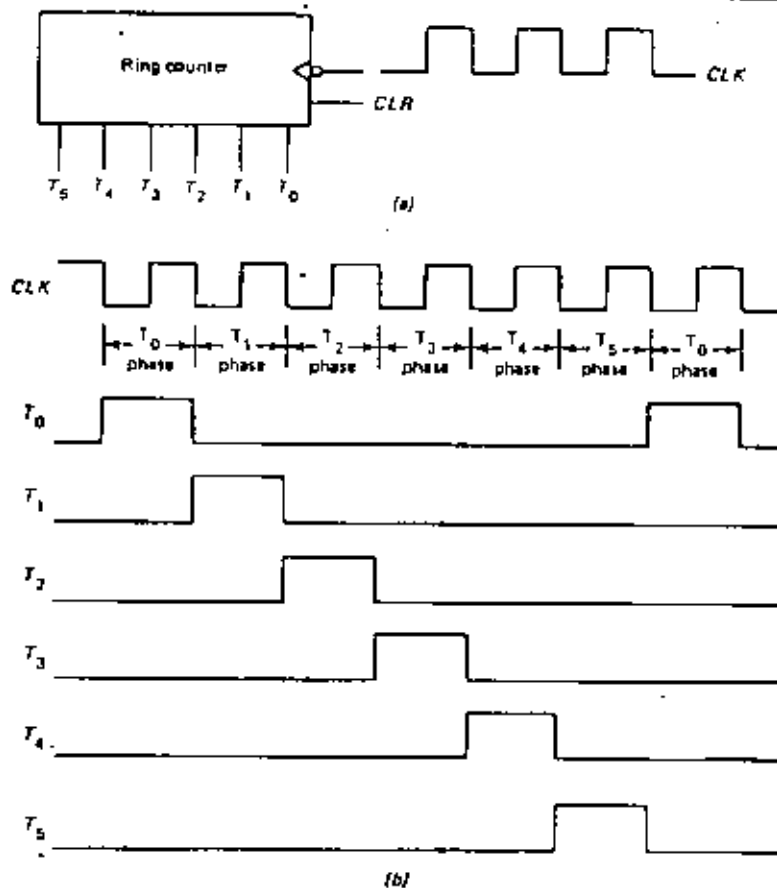 Ring counter
CLK
CLR
T5 T4 T3 T2 T1 T0
(a)
CLK
T0 phase T1 phase T2 phase T3 phase T4 phase T5 phase T0 phase
T0
T1
T2
T3
T4
T5
(b)